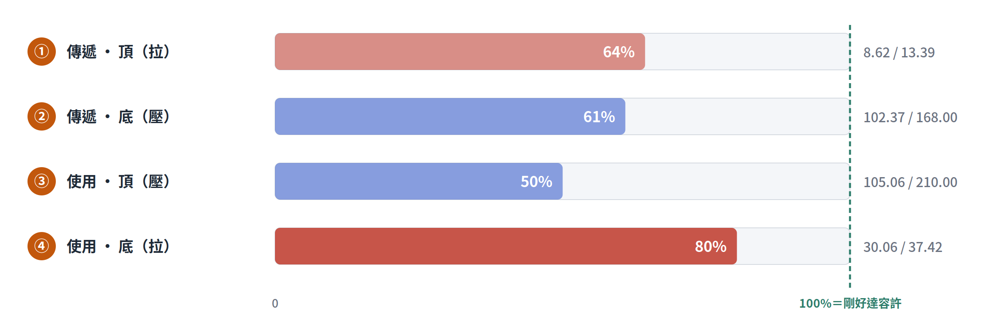 ① 傳遞 · 頂（拉） 64% 8.62 / 13.39
② 傳遞 · 底（壓） 61% 102.37 / 168.00
③ 使用 · 頂（壓） 50% 105.06 / 210.00
④ 使用 · 底（拉） 80% 30.06 / 37.42
0 100%＝剛好達容許